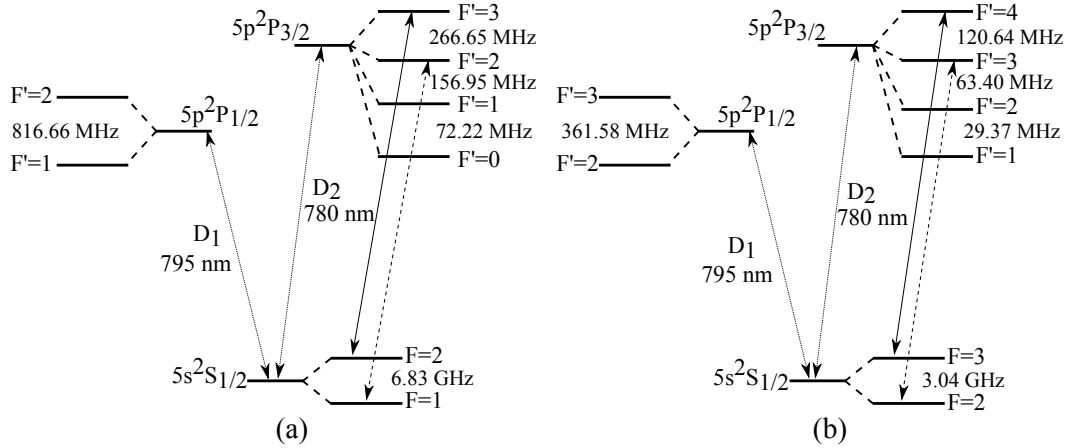 5p²P3/2
F'=3
266.65 MHz
F'=2
156.95 MHz
F'=1
72.22 MHz
F'=0
F'=2
816.66 MHz
F'=1
5p²P1/2
D1
795 nm
D2
780 nm
5s²S1/2
F=2
6.83 GHz
F=1
(a)
5p²P3/2
F'=4
120.64 MHz
F'=3
63.40 MHz
F'=2
29.37 MHz
F'=1
F'=3
361.58 MHz
F'=2
5p²P1/2
D1
795 nm
D2
780 nm
5s²S1/2
F=3
3.04 GHz
F=2
(b)